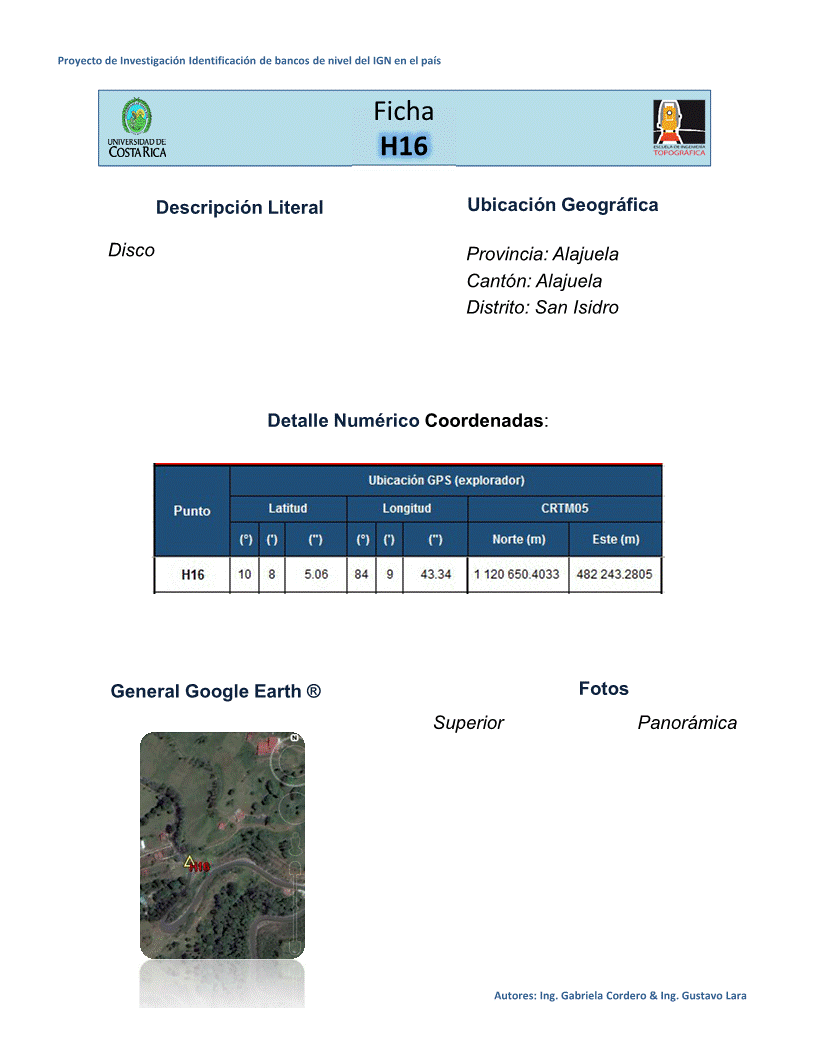 Proyecto de Investigación Identificación de bancos de nivel del IGN en el país
Ficha
H16
UNIVERSIDAD DE
COSTA RICA
ESCUELA DE INGENIERÍA
TOPOGRÁFICA
Descripción Literal
Disco
Ubicación Geográfica
Provincia: Alajuela
Cantón: Alajuela
Distrito: San Isidro
Detalle Numérico Coordenadas:
Ubicación GPS (explorador)
Punto Latitud Longitud CRTM05
(°) (') (") (°) (') (") Norte (m) Este (m)
H16 10 8 5.06 84 9 43.34 1 120 650.4033 482 243.2805
General Google Earth ®
Fotos
Superior Panorámica
N
H16
Autores: Ing. Gabriela Cordero & Ing. Gustavo Lara